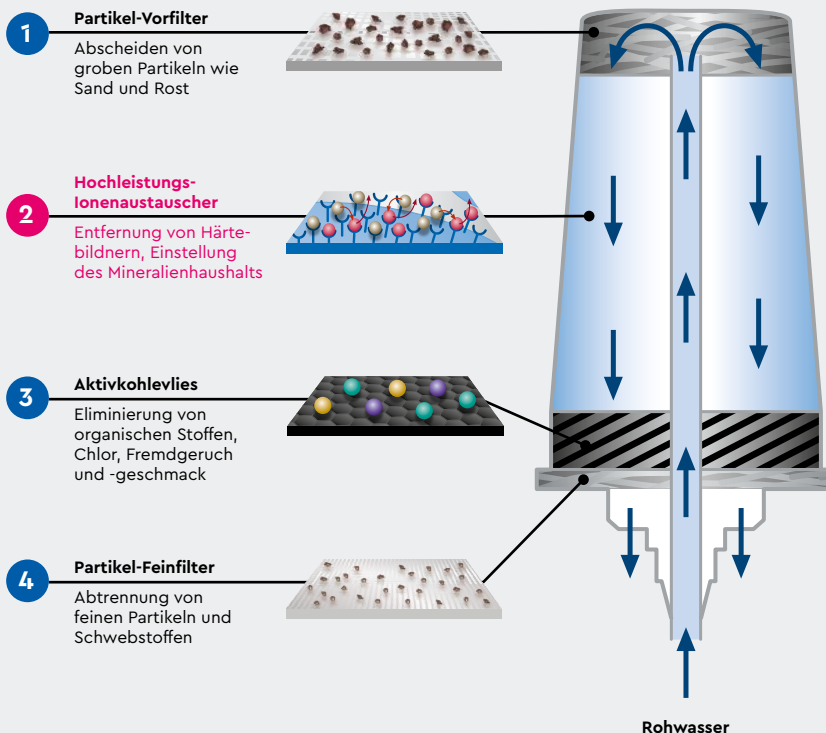 1
Partikel-Vorfilter
Abscheiden von
groben Partikeln wie
Sand und Rost
2
Hochleistungs-
Ionenaustauscher
Entfernung von Härte-
bildnern, Einstellung
des Mineralienhaushalts
3
Aktivkohlevlies
Eliminierung von
organischen Stoffen,
Chlor, Fremdgeruch
und -geschmack
4
Partikel-Feinfilter
Abtrennung von
feinen Partikeln und
Schwebstoffen
Rohwasser